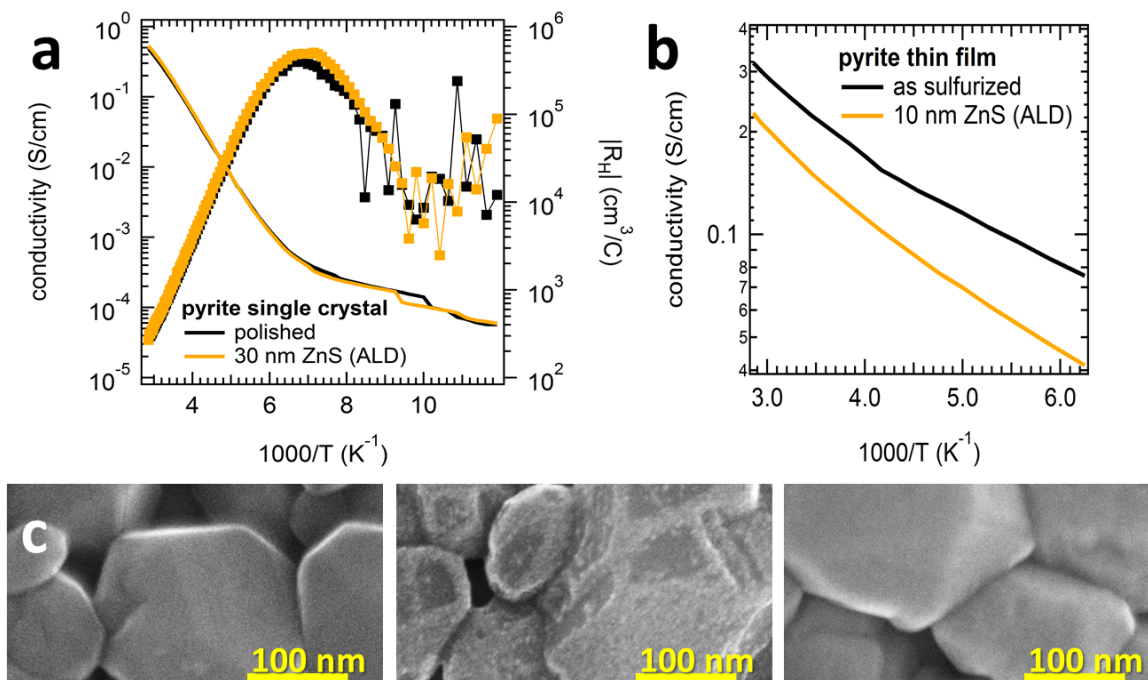 a
conductivity (S/cm)
10^0
10^-1
10^-2
10^-3
10^-4
10^-5
10^6
10^5
10^4
10^3
10^2
|R_H| (cm^3/C)
pyrite single crystal
polished
30 nm ZnS (ALD)
4 6 8 10
1000/T (K^-1)
b
conductivity (S/cm)
4
3
2
0.1
8
7
6
5
4
pyrite thin film
as sulfurized
10 nm ZnS (ALD)
3.0 4.0 5.0 6.0
1000/T (K^-1)
c
100 nm
100 nm
100 nm